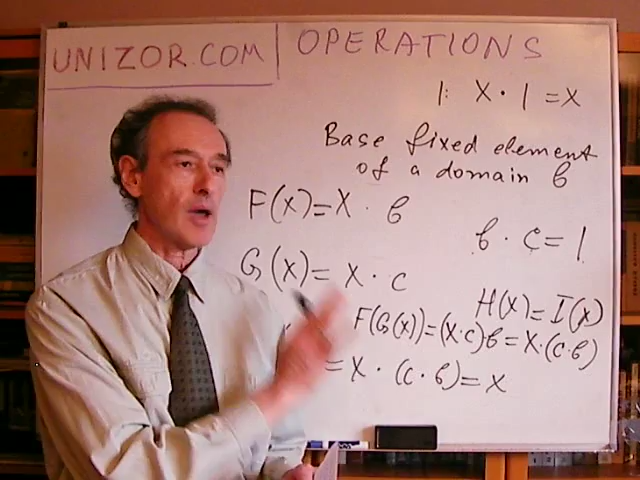 UNIZOR.COM
OPERATIONS
1: X · 1 = X
Base fixed element
of a domain b
F(X)=X · b
b · c = 1
G(X)= X · c
H(X)=I(X)
F(G(X))=(X·c)b=X·(c·b)
= X · (c · b)= X